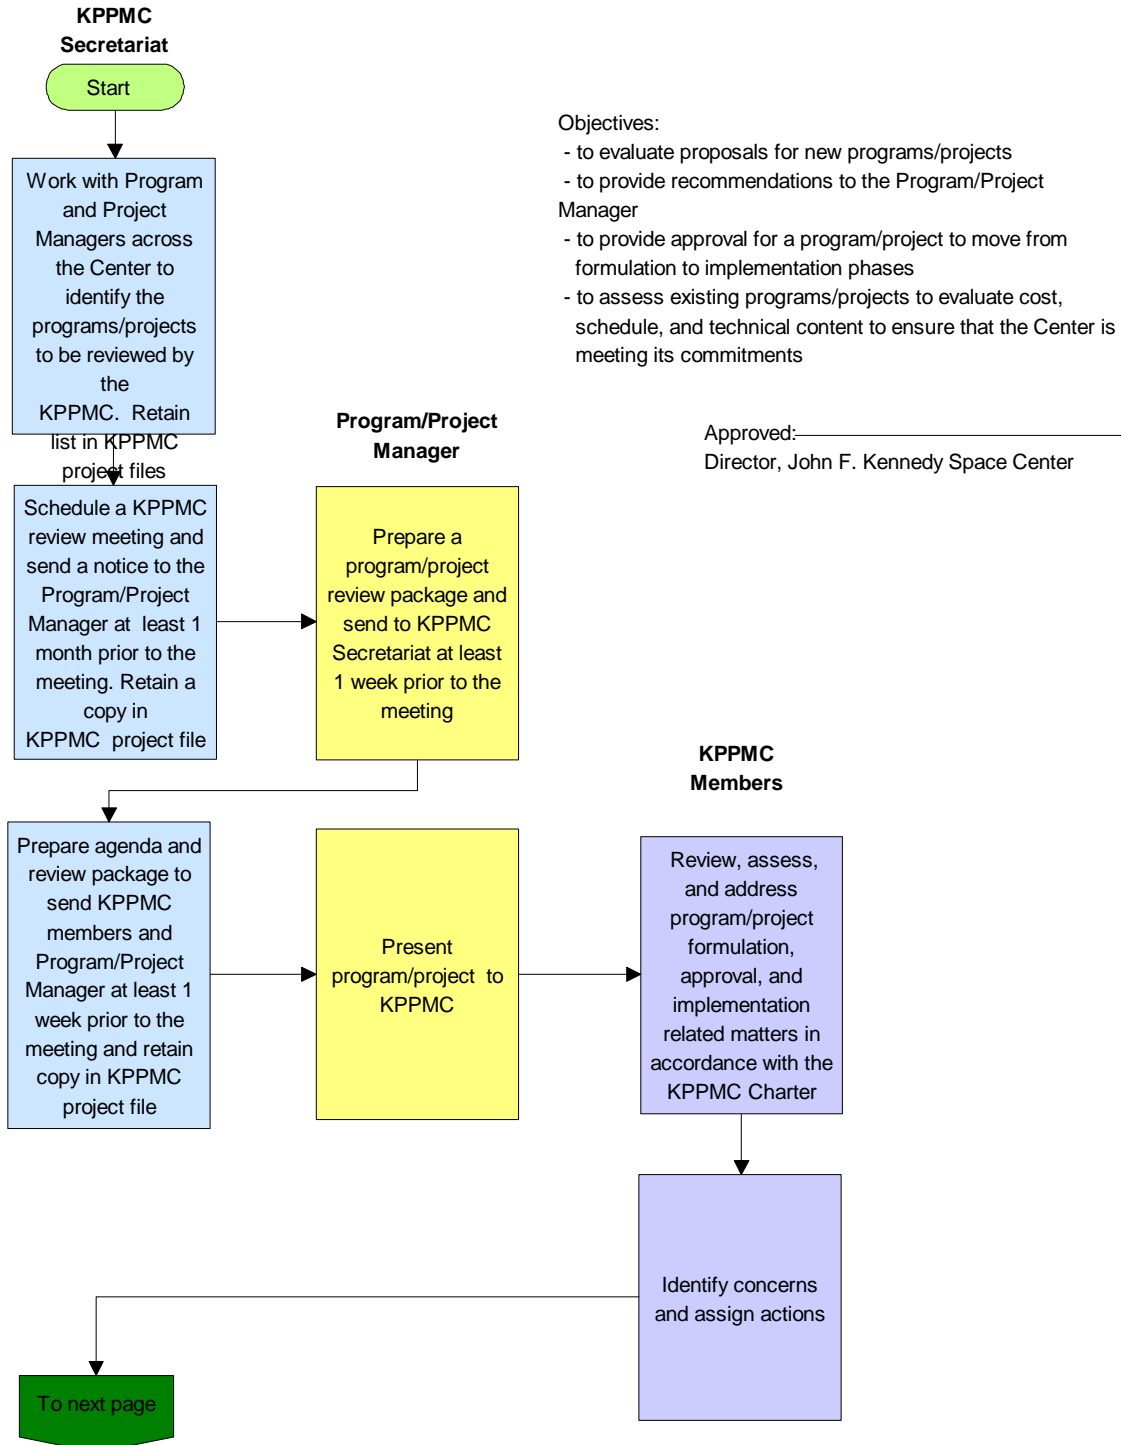 KPPMC
Secretariat
Start
Work with Program
and Project
Managers across
the Center to
identify the
programs/projects
to be reviewed by
the
KPPMC.  Retain
list in KPPMC
project files
Objectives:
- to evaluate proposals for new programs/projects
- to provide recommendations to the Program/Project
Manager
- to provide approval for a program/project to move from
formulation to implementation phases
- to assess existing programs/projects to evaluate cost,
schedule, and technical content to ensure that the Center is
meeting its commitments
Approved:
Director, John F. Kennedy Space Center
Program/Project
Manager
Schedule a KPPMC
review meeting and
send a notice to the
Program/Project
Manager at  least 1
month prior to the
meeting. Retain a
copy in
KPPMC  project file
Prepare a
program/project
review package and
send to KPPMC
Secretariat at least
1 week prior to the
meeting
KPPMC
Members
Prepare agenda and
review package to
send KPPMC
members and
Program/Project
Manager at least 1
week prior to the
meeting and retain
copy in KPPMC
project file
Present
program/project  to
KPPMC
Review, assess,
and address
program/project
formulation,
approval, and
implementation
related matters in
accordance with the
KPPMC Charter
Identify concerns
and assign actions
To next page